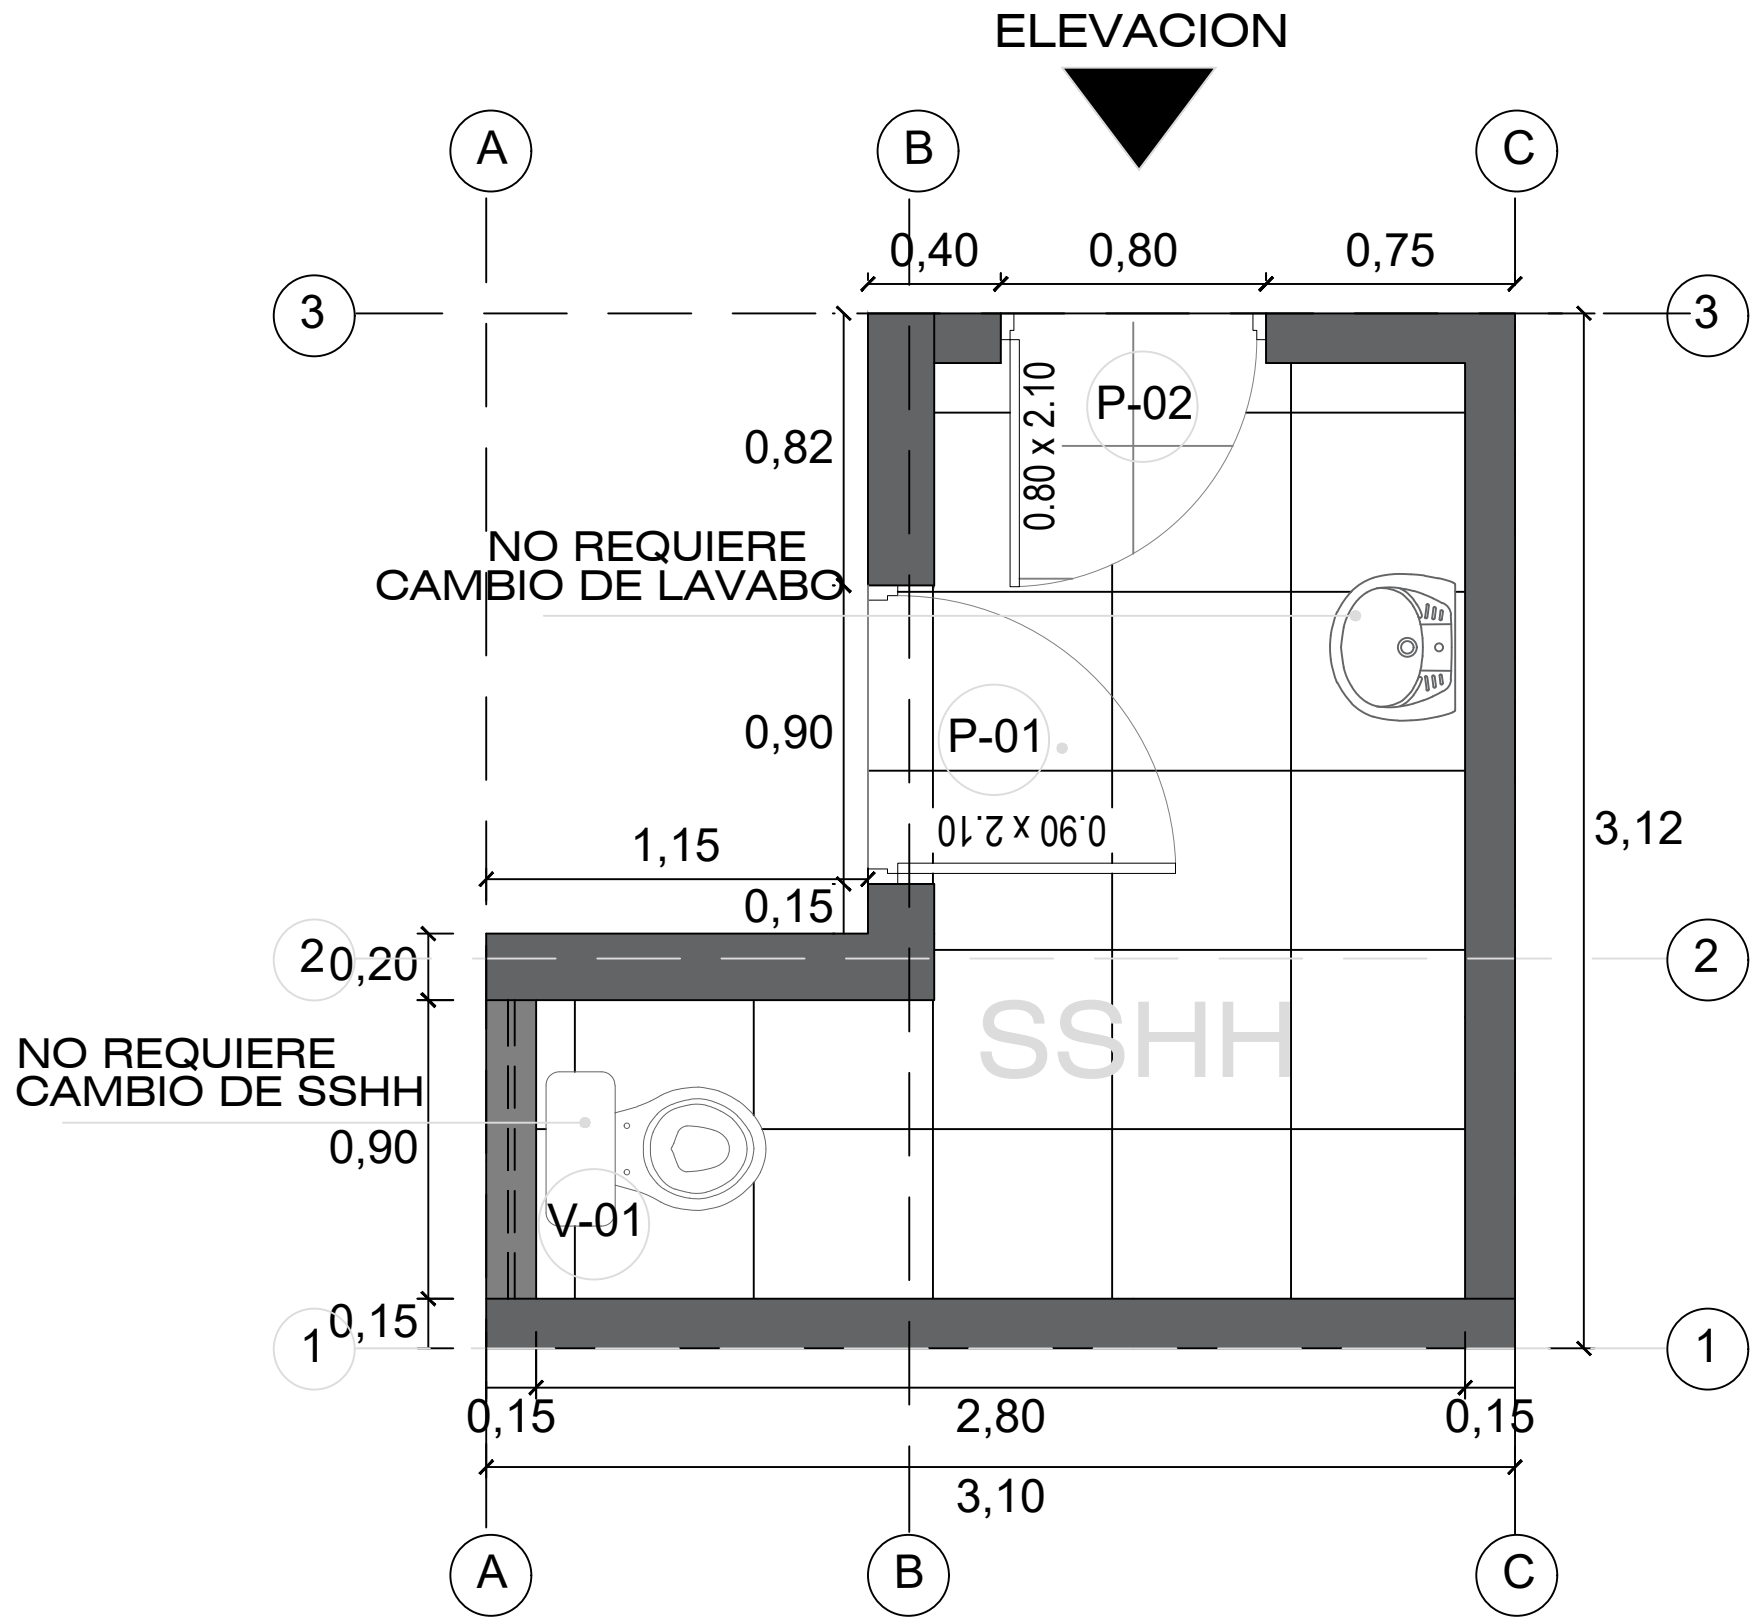 ELEVACION
A
B
C
0,40
0,80
0,75
3
3
0.80 x 2.10
P-02
0,82
NO REQUIERE
CAMBIO DE LAVABO
0,90
P-01
0.90 x 2.10
3,12
1,15
0,15
2
0,20
2
SSHH
NO REQUIERE
CAMBIO DE SSHH
0,90
V-01
0,15
1
1
0,15
2,80
0,15
3,10
A
B
C